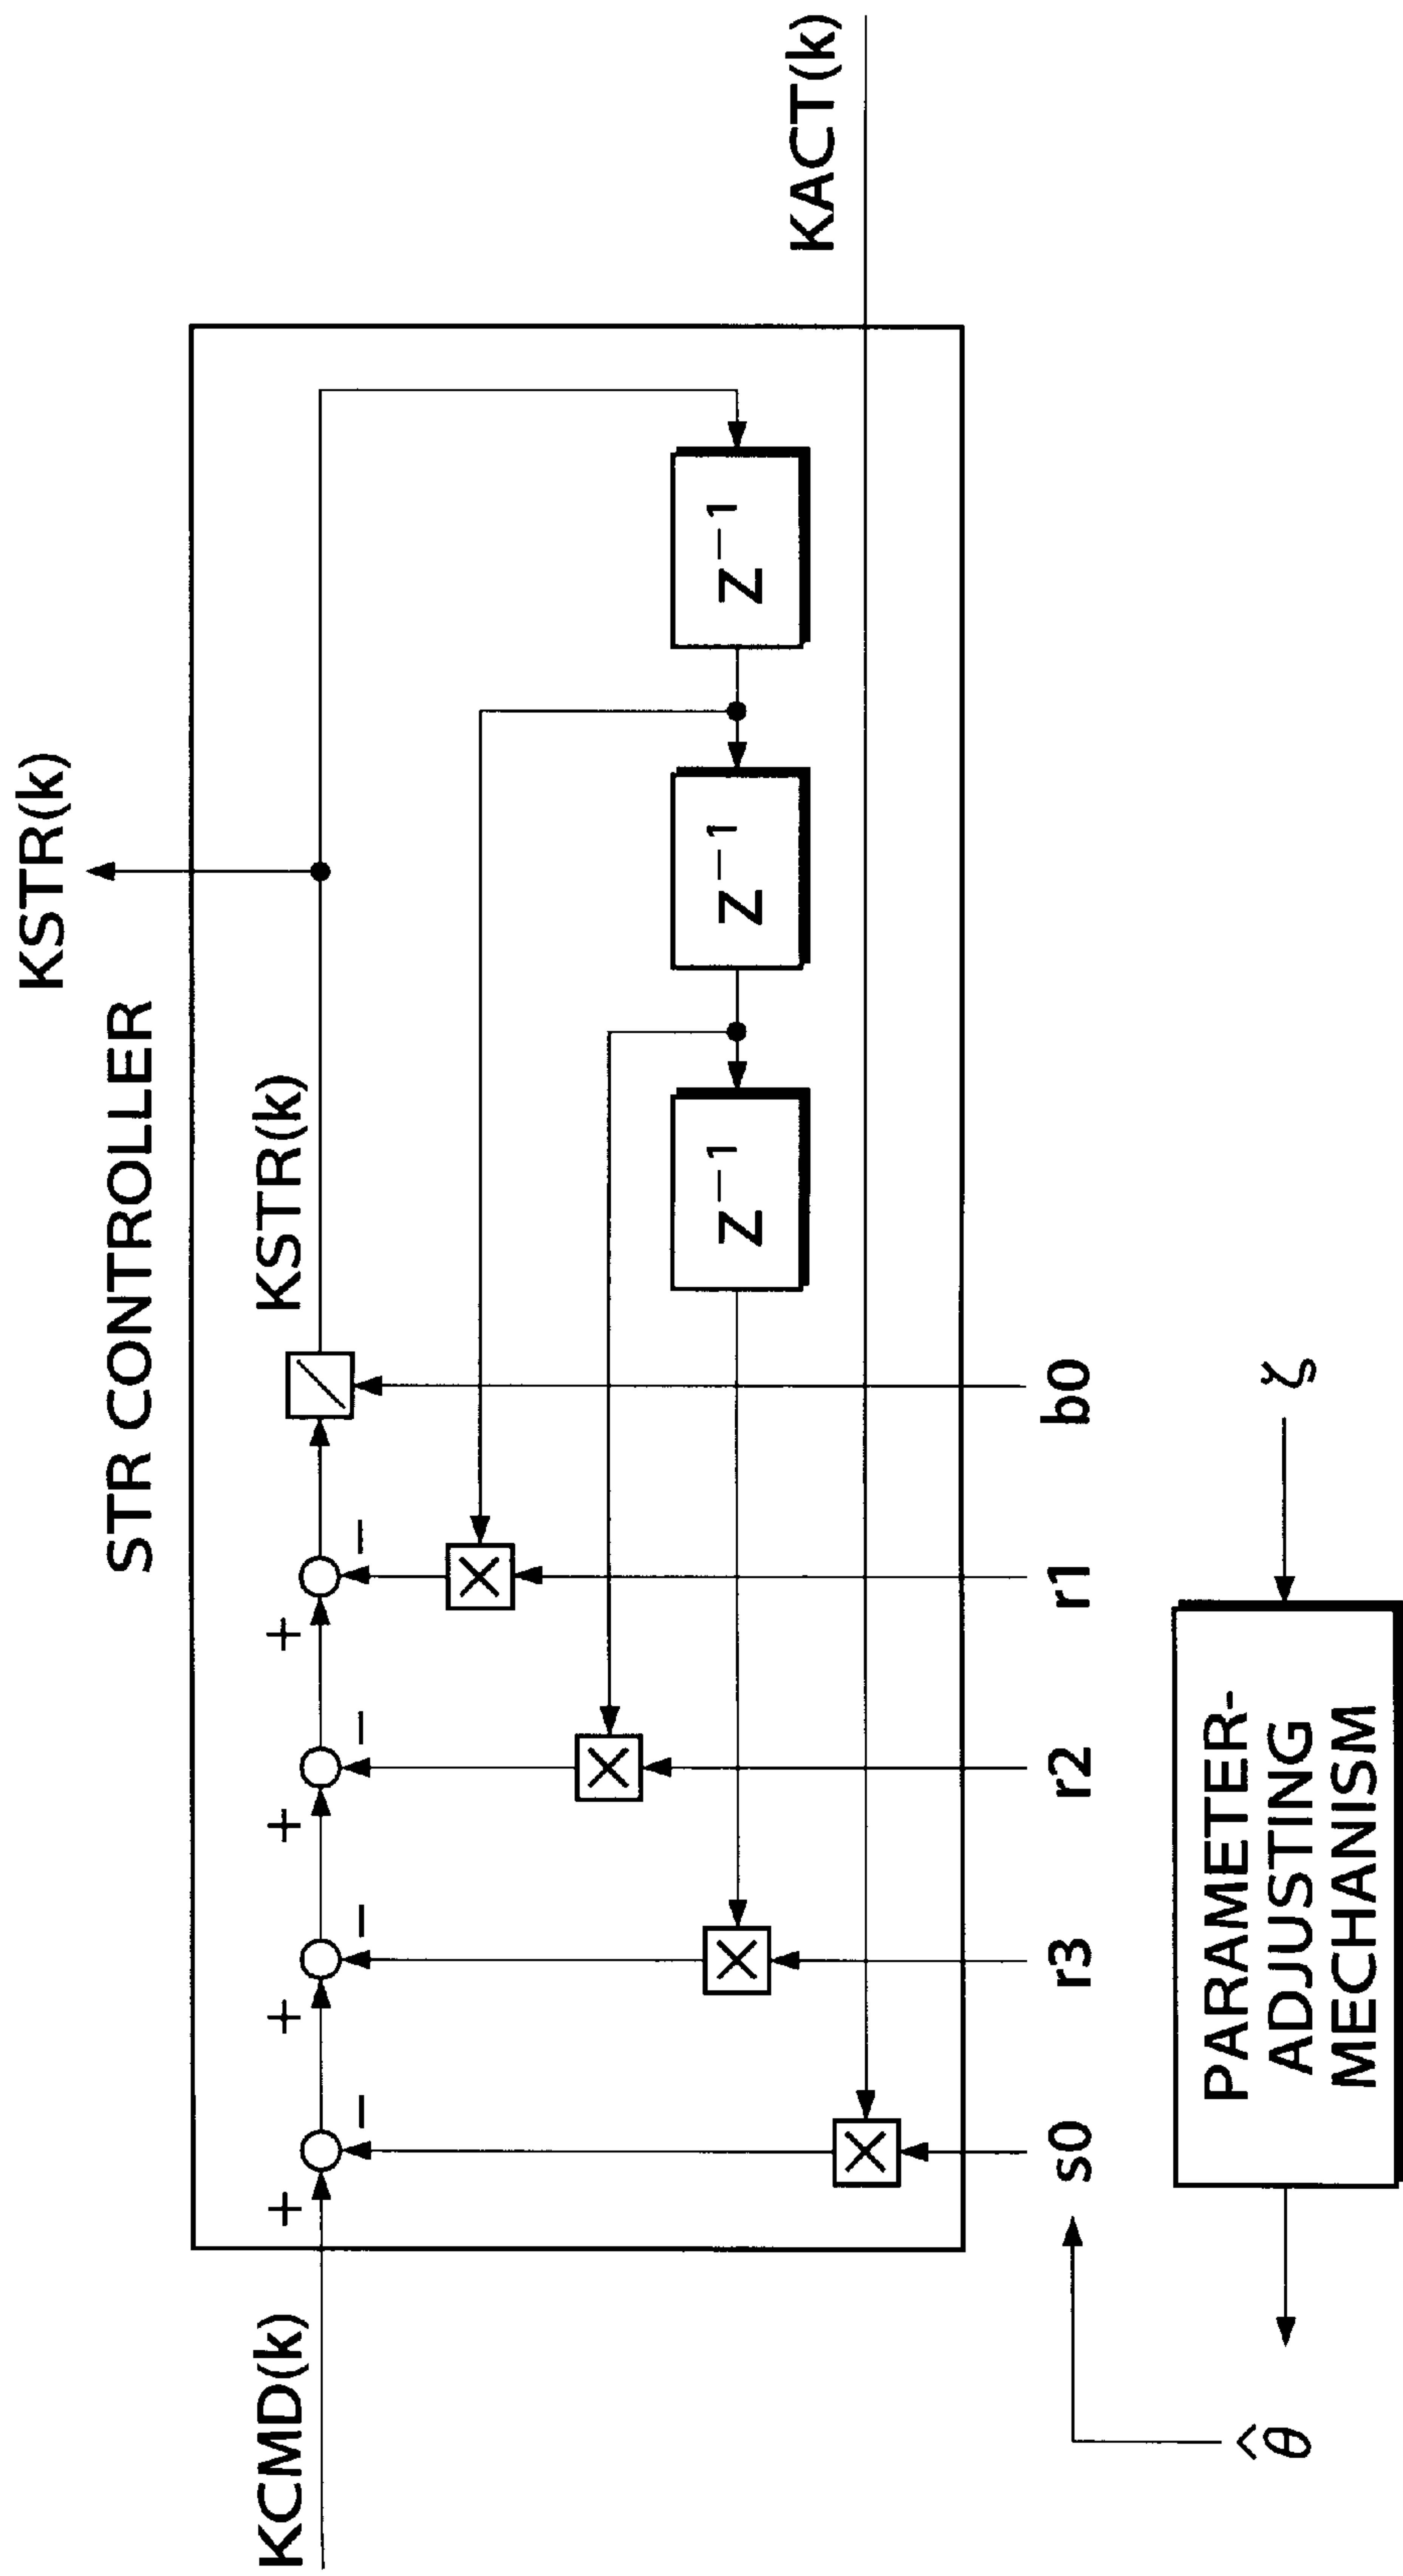 STR CONTROLLER
KSTR(k)
KCMD(k)
+
−
+
−
+
−
+
−
KSTR(k)
Z⁻¹
Z⁻¹
Z⁻¹
KACT(k)
s0
r3
r2
r1
b0
θ̂
PARAMETER-
ADJUSTING
MECHANISM
ζ